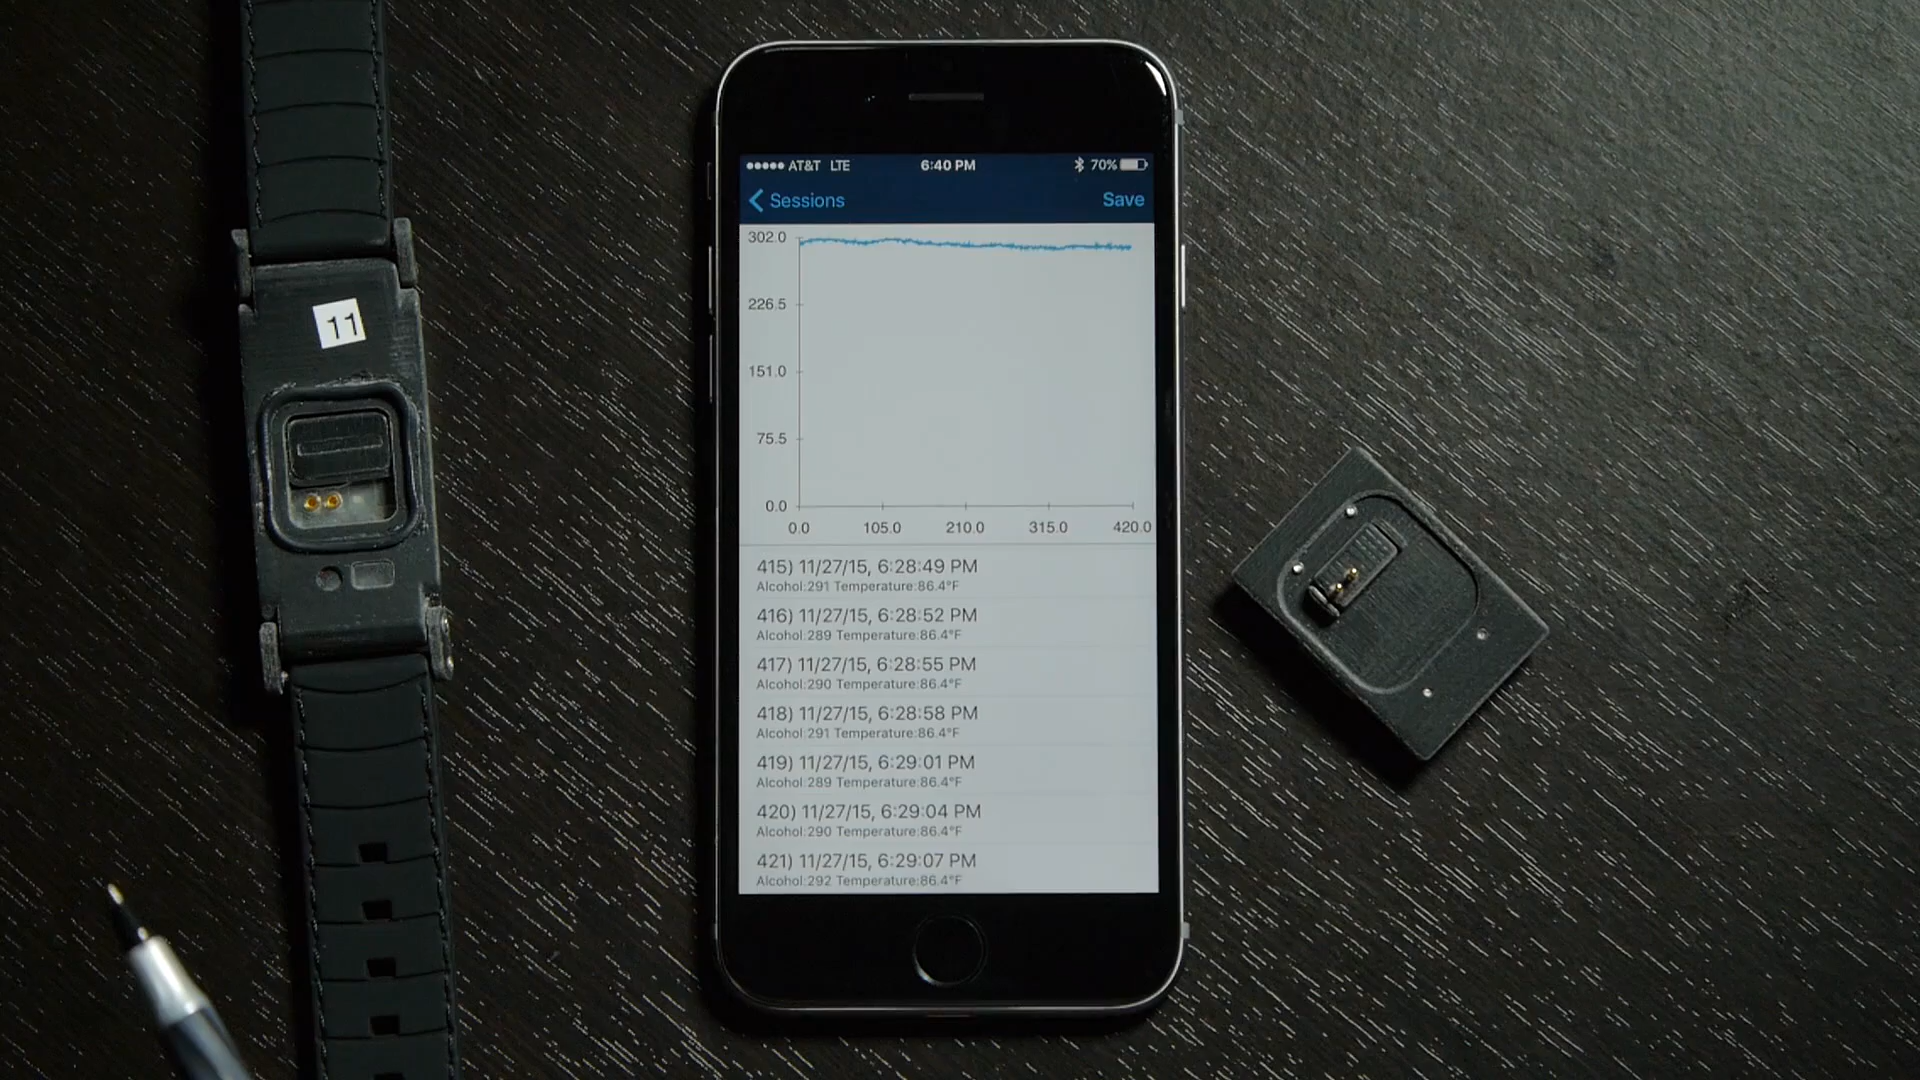 11
AT&T LTE 6:40 PM 70%
Sessions Save
302.0
226.5
151.0
75.5
0.0
0.0 105.0 210.0 315.0 420.0
415) 11/27/15, 6:28:49 PM
Alcohol:291 Temperature:86.4°F
416) 11/27/15, 6:28:52 PM
Alcohol:289 Temperature:86.4°F
417) 11/27/15, 6:28:55 PM
Alcohol:290 Temperature:86.4°F
418) 11/27/15, 6:28:58 PM
Alcohol:291 Temperature:86.4°F
419) 11/27/15, 6:29:01 PM
Alcohol:289 Temperature:86.4°F
420) 11/27/15, 6:29:04 PM
Alcohol:290 Temperature:86.4°F
421) 11/27/15, 6:29:07 PM
Alcohol:292 Temperature:86.4°F